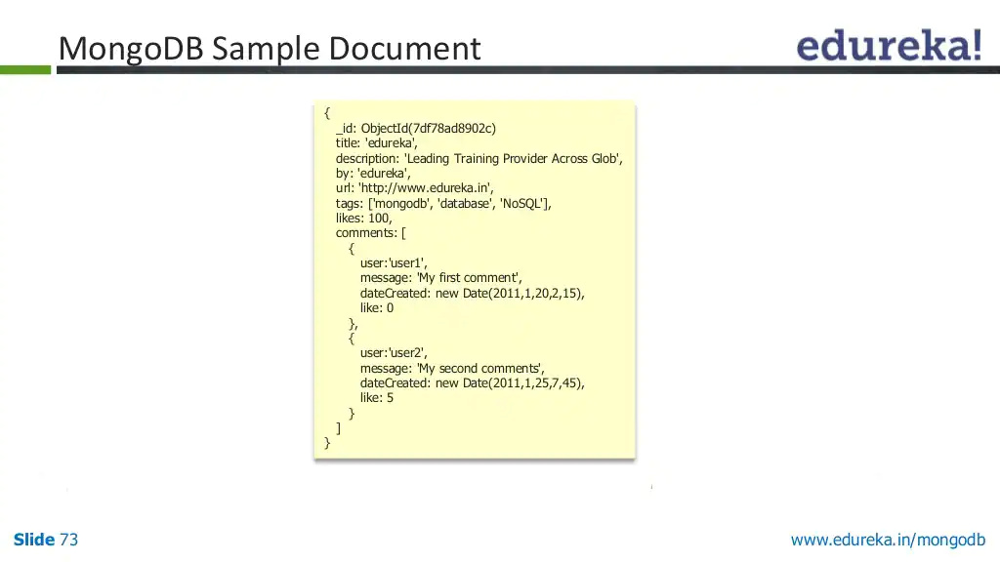 MongoDB Sample Document
edureka!
{
_id: ObjectId(7df78ad8902c)
title: 'edureka',
description: 'Leading Training Provider Across Glob',
by: 'edureka',
url: 'http://www.edureka.in',
tags: ['mongodb', 'database', 'NoSQL'],
likes: 100,
comments: [
{
user:'user1',
message: 'My first comment',
dateCreated: new Date(2011,1,20,2,15),
like: 0
},
{
user:'user2',
message: 'My second comments',
dateCreated: new Date(2011,1,25,7,45),
like: 5
}
]
}
Slide 73
www.edureka.in/mongodb